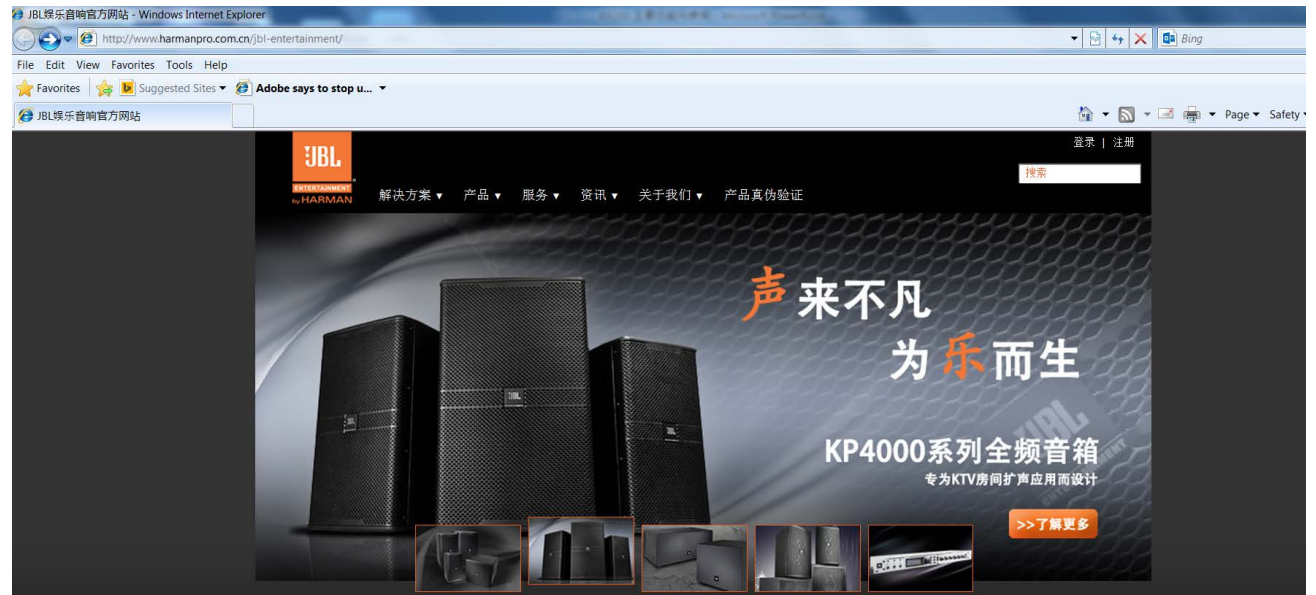 JBL娱乐音响官方网站 - Windows Internet Explorer
http://www.harmanpro.com.cn/jbl-entertainment/
Bing
File Edit View Favorites Tools Help
Favorites Suggested Sites Adobe says to stop u...
JBL娱乐音响官方网站
Page Safety
登录 | 注册
JBL
搜索
ENTERTAINMENT
by HARMAN
解决方案 产品 服务 资讯 关于我们 产品真伪验证
声来不凡
为乐而生
JBL
JBL
JBL
JBL
KP4000系列全频音箱
专为KTV房间扩声应用而设计
>>了解更多